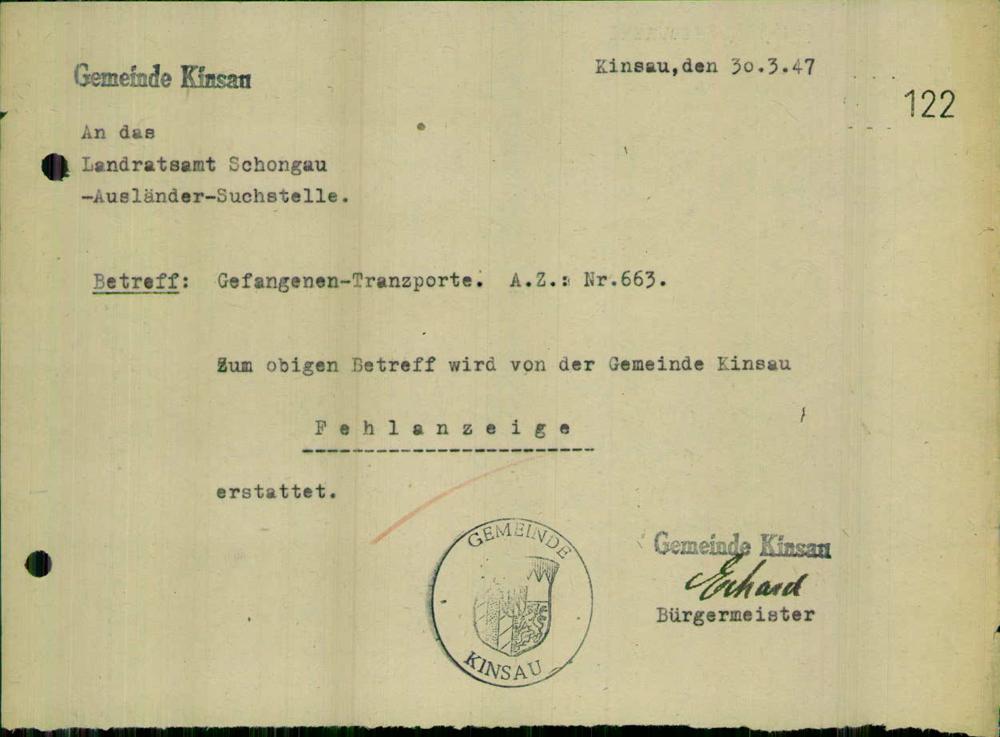 Gemeinde Kinsau
Kinsau,den 30.3.47
122
An das
Landratsamt Schongau
-Ausländer-Suchstelle.
Betreff: Gefangenen-Tranzporte. A.Z.: Nr.663.
Zum obigen Betreff wird von der Gemeinde Kinsau
F e h l a n z e i g e
erstattet.
GEMEINDE
KINSAU
Gemeinde Kinsau
Erhard
Bürgermeister